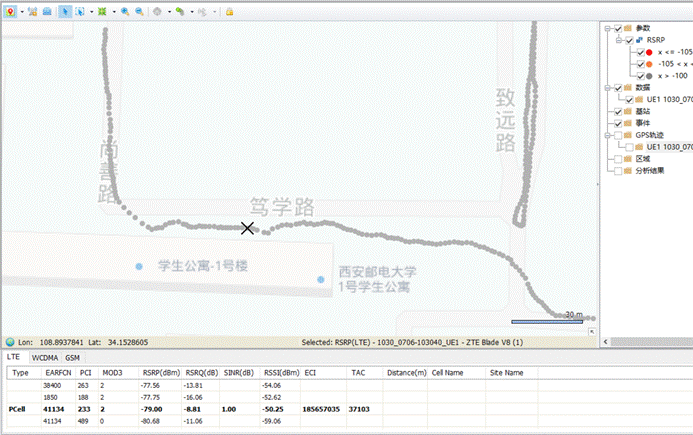 参数
RSRP
x <= -105
-105 < x <
x > -100
数据
UE1 1030_070
基站
事件
GPS轨迹
UE1 1030_070
区域
分析结果
致远路
尚善路
笃学路
学生公寓-1号楼
西安邮电大学
1号学生公寓
30 m
Lon: 108.8937841 Lat: 34.1528605 Selected: RSRP(LTE) - 1030_0706-103040_UE1 - ZTE Blade V8 (1)
LTE WCDMA GSM
Type EARFCN PCI MOD3 RSRP(dBm) RSRQ(dB) SINR(dB) RSSI(dBm) ECI TAC Distance(m) Cell Name Site Name
38400 263 2 -77.56 -13.81 -54.06
1850 188 2 -77.75 -16.06 -52.62
PCell 41134 233 2 -79.00 -8.81 1.00 -50.25 185657035 37103
41134 489 0 -80.68 -11.06 -59.06